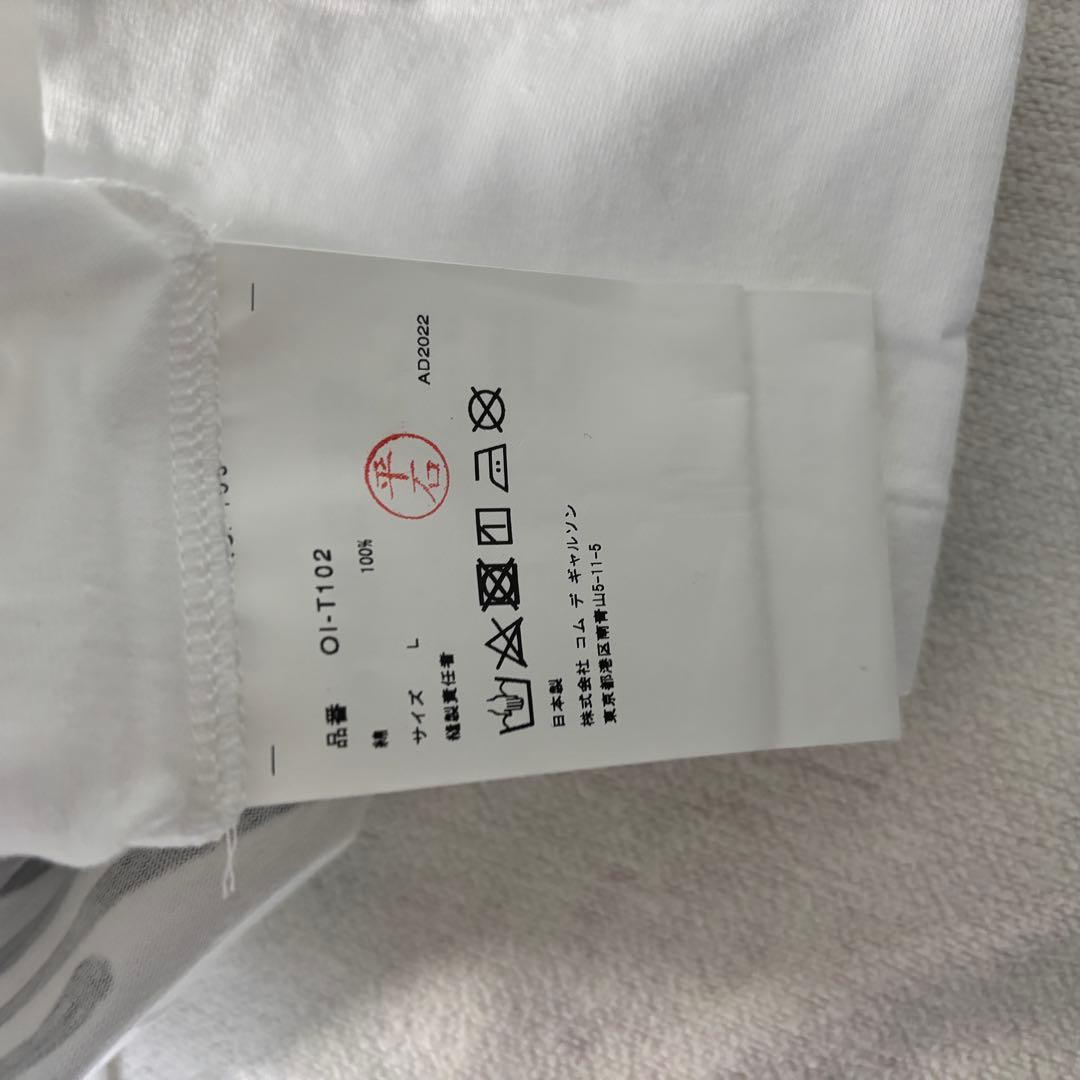 品番 OI-T102
綿 100%
サイズ L
AD2022
縫製責任者
平石
日本製
株式会社 コム デ ギャルソン
東京都港区南青山5-11-5